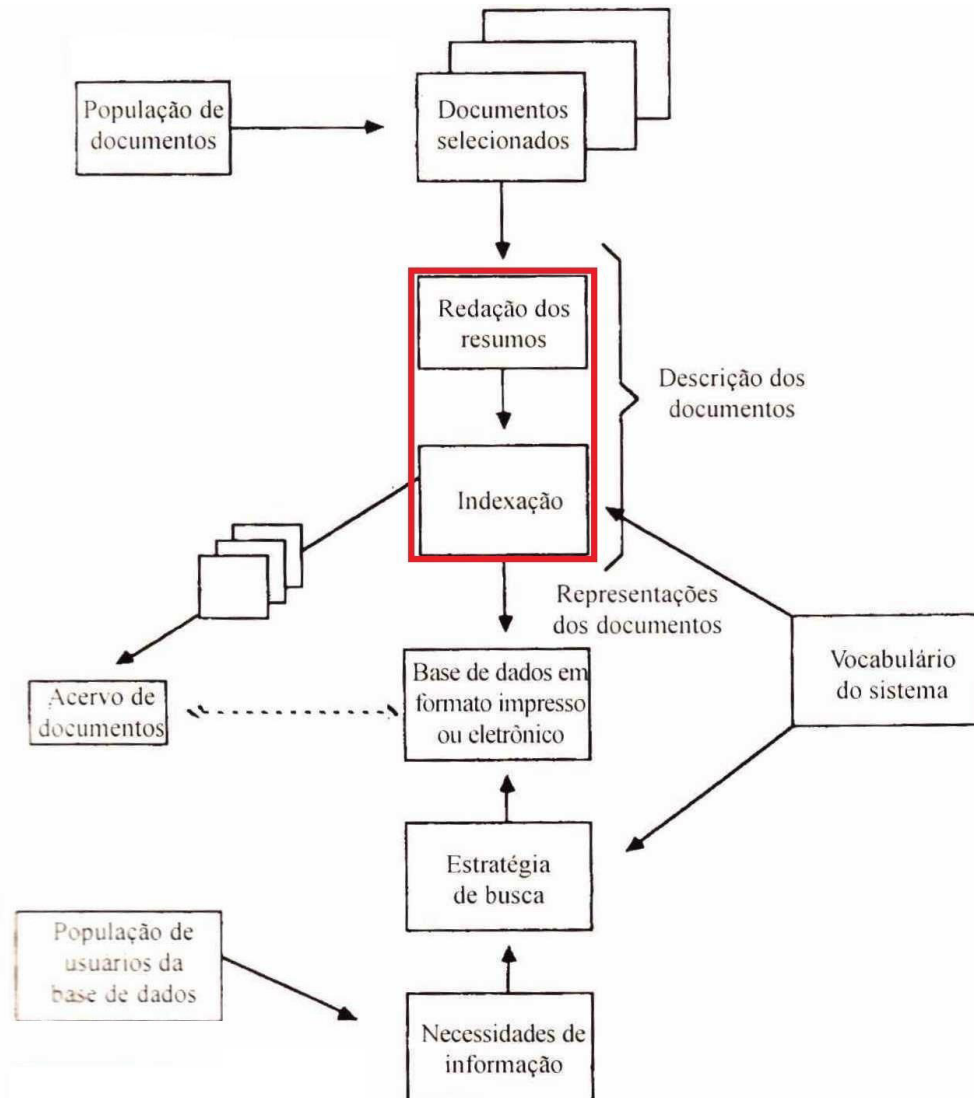 População de
documentos
Documentos
selecionados
Redação dos
resumos
Descrição dos
documentos
Indexação
Representações
dos documentos
Vocabulário
do sistema
Acervo de
documentos
Base de dados em
formato impresso
ou eletrônico
Estratégia
de busca
População de
usuários da
base de dados
Necessidades de
informação